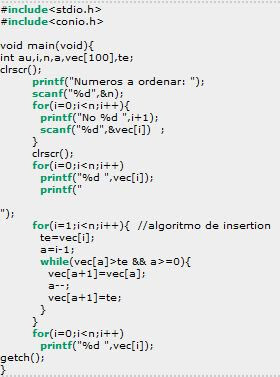 #include<stdio.h>
#include<conio.h>
void main(void){
int au,i,n,a,vec[100],te;
clrscr();
printf("Numeros a ordenar: ");
scanf("%d",&n);
for(i=0;i<n;i++){
printf("No %d ",i+1);
scanf("%d",&vec[i])  ;
}
clrscr();
for(i=0;i<n;i++)
printf("%d ",vec[i]);
printf("
");
for(i=1;i<n;i++){  //algoritmo de insertion
te=vec[i];
a=i-1;
while(vec[a]>te && a>=0){
vec[a+1]=vec[a];
a--;
vec[a+1]=te;
}
}
for(i=0;i<n;i++)
printf("%d ",vec[i]);
getch();
}